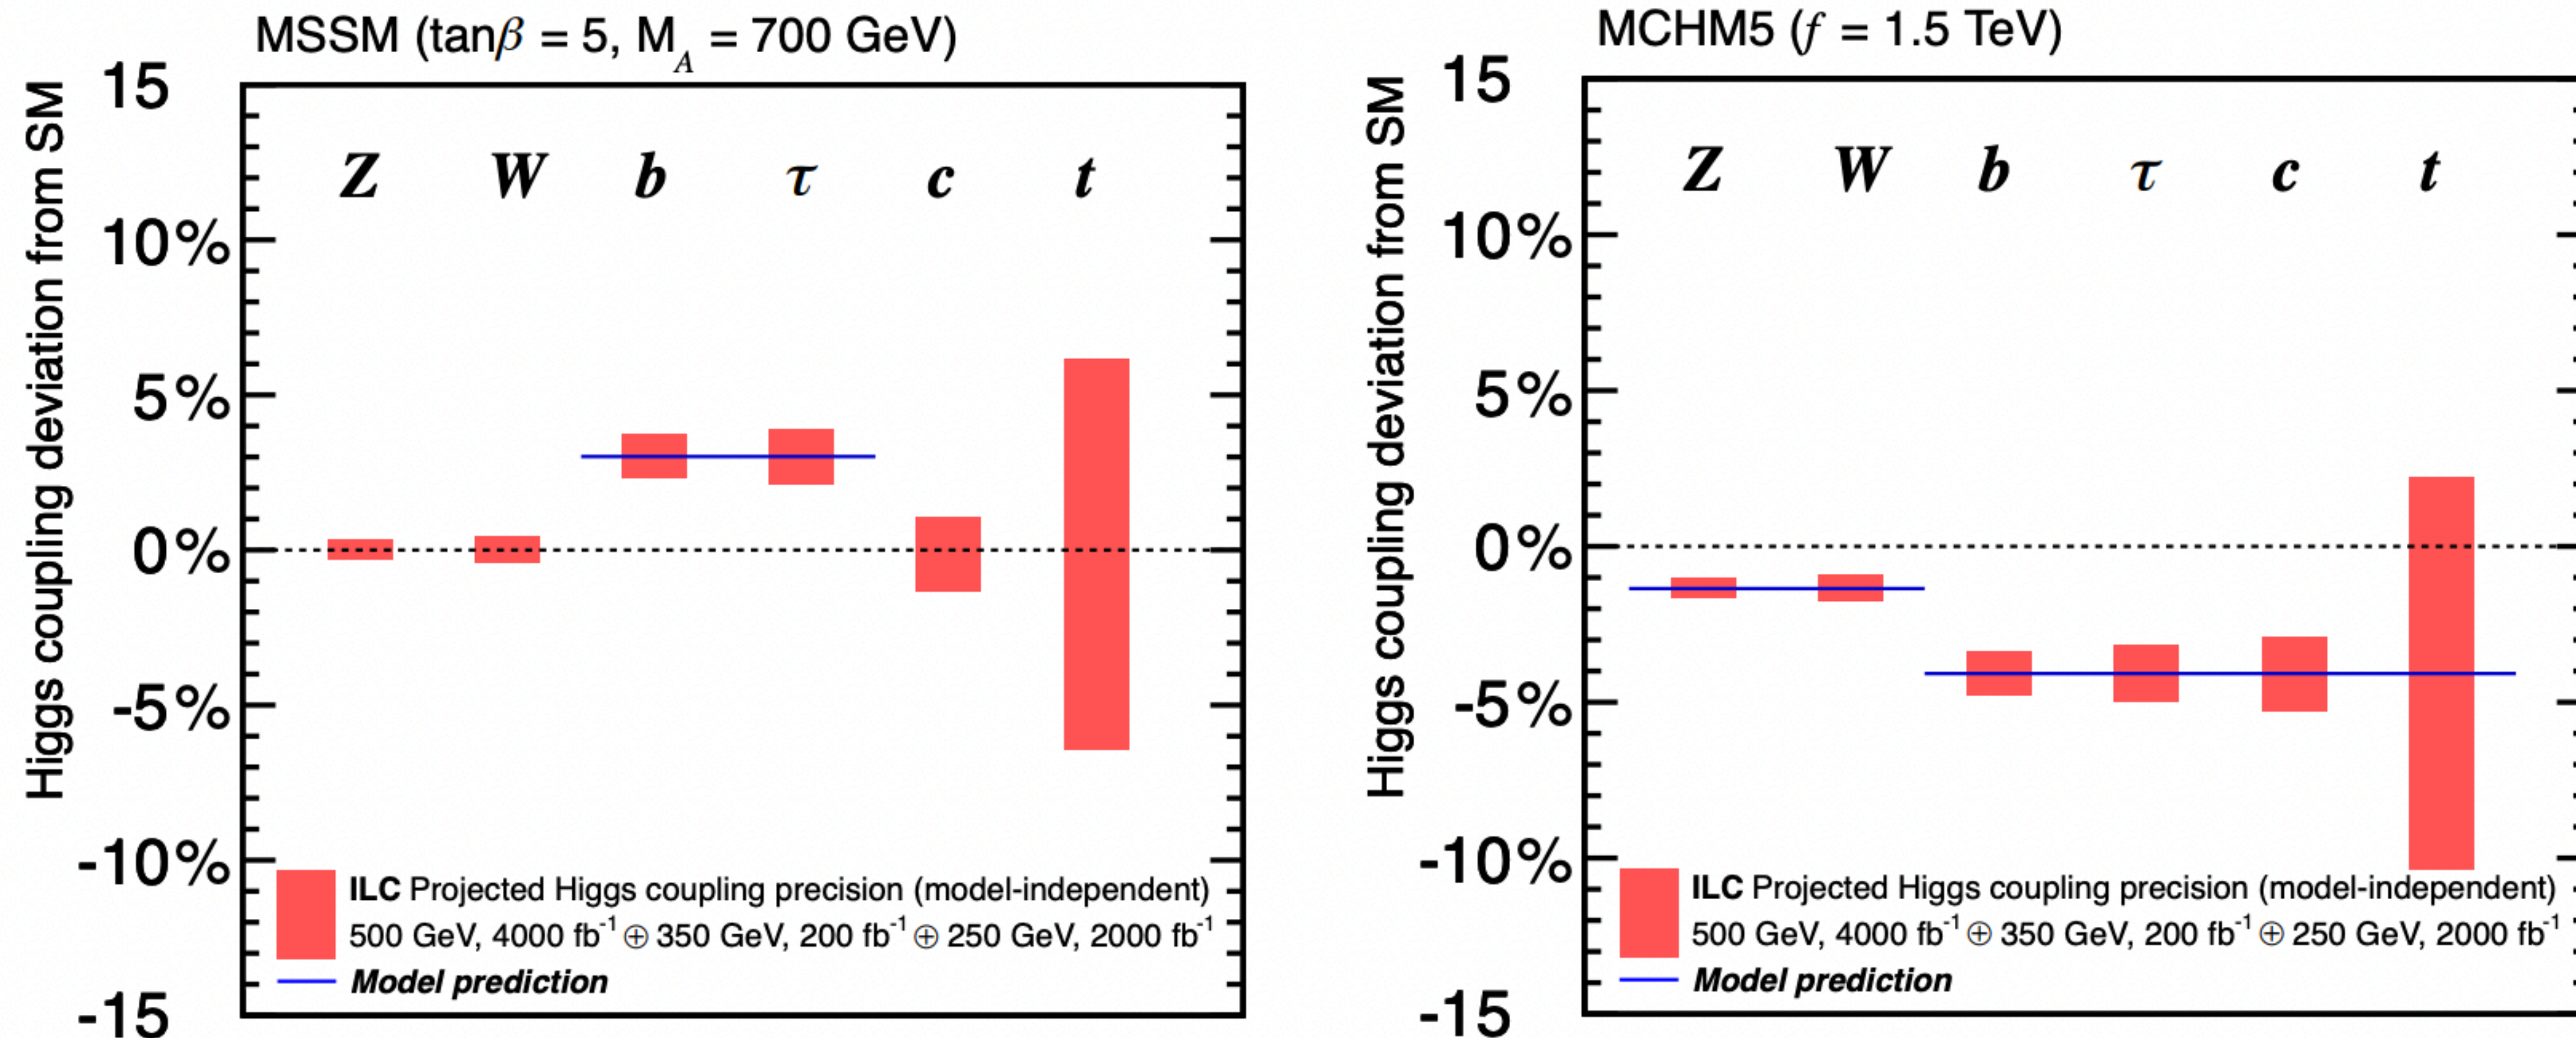 MSSM (tanβ = 5, M_A = 700 GeV)
Higgs coupling deviation from SM
15
10%
5%
0%
-5%
-10%
-15
Z W b τ c t
ILC Projected Higgs coupling precision (model-independent)
500 GeV, 4000 fb⁻¹ ⊕ 350 GeV, 200 fb⁻¹ ⊕ 250 GeV, 2000 fb⁻¹
Model prediction
MCHM5 (f = 1.5 TeV)
Higgs coupling deviation from SM
15
10%
5%
0%
-5%
-10%
-15
Z W b τ c t
ILC Projected Higgs coupling precision (model-independent)
500 GeV, 4000 fb⁻¹ ⊕ 350 GeV, 200 fb⁻¹ ⊕ 250 GeV, 2000 fb⁻¹
Model prediction